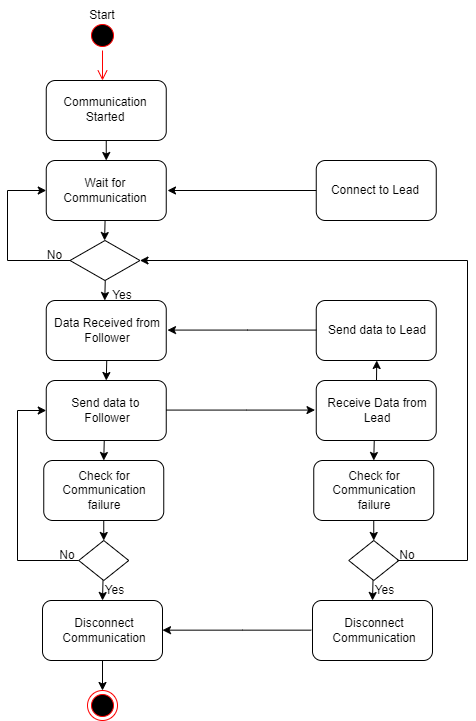 Start
Communication
Started
Wait for
Communication
Connect to Lead
No
Yes
Data Received from
Follower
Send data to Lead
Send data to
Follower
Receive Data from
Lead
Check for
Communication
failure
Check for
Communication
failure
No
No
Yes
Yes
Disconnect
Communication
Disconnect
Communication